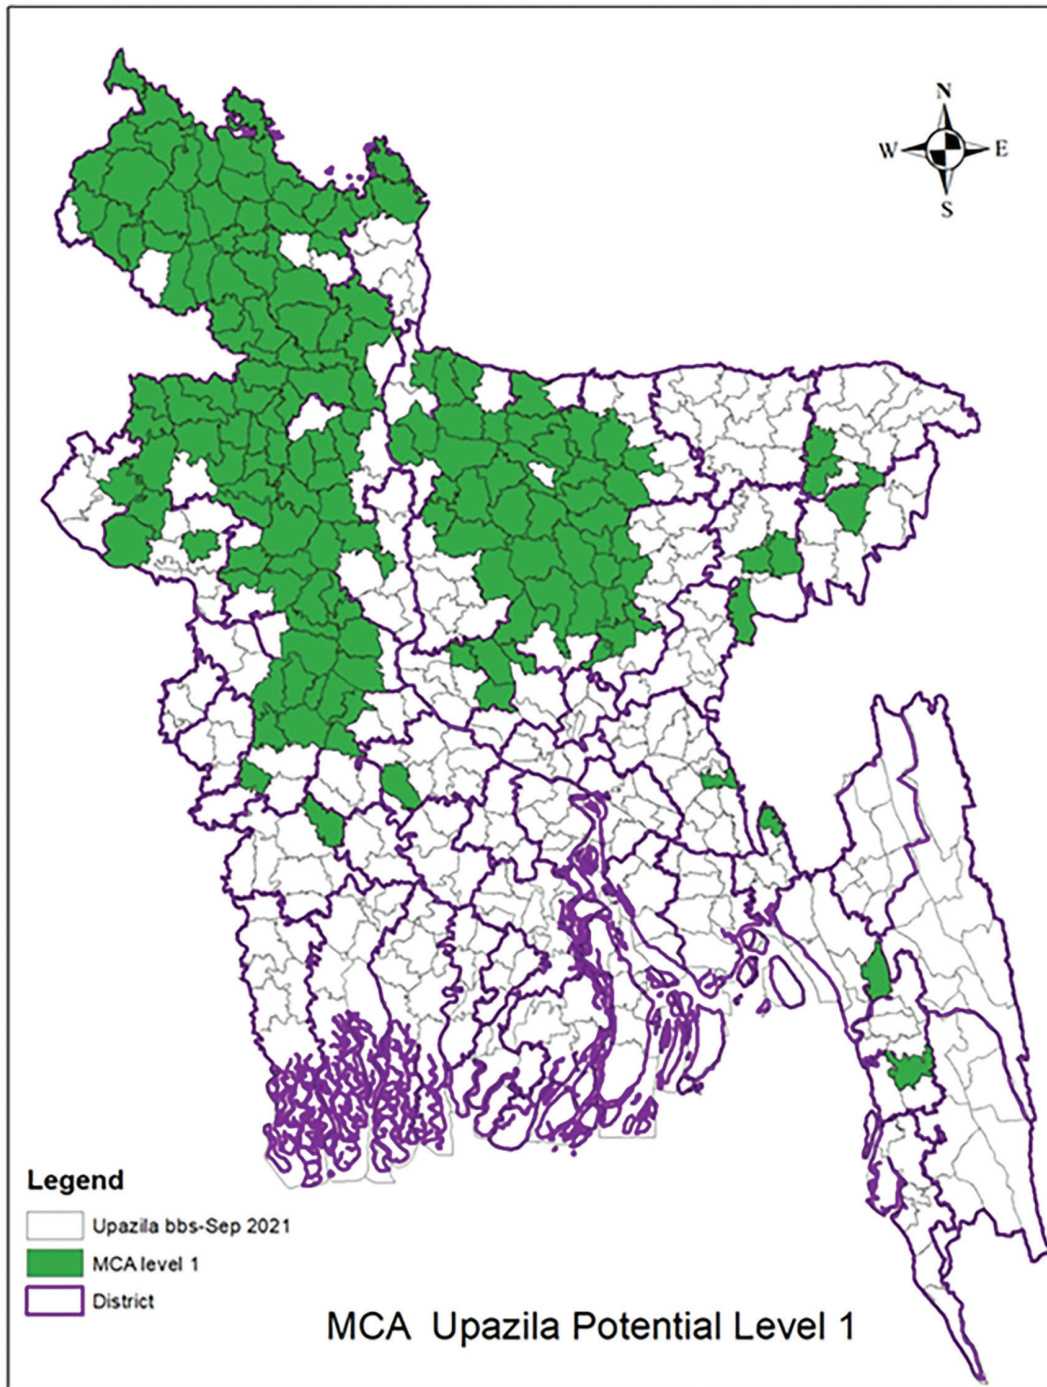 N
W E
S
Legend
Upazila bbs-Sep 2021
MCA level 1
District
MCA Upazila Potential Level 1